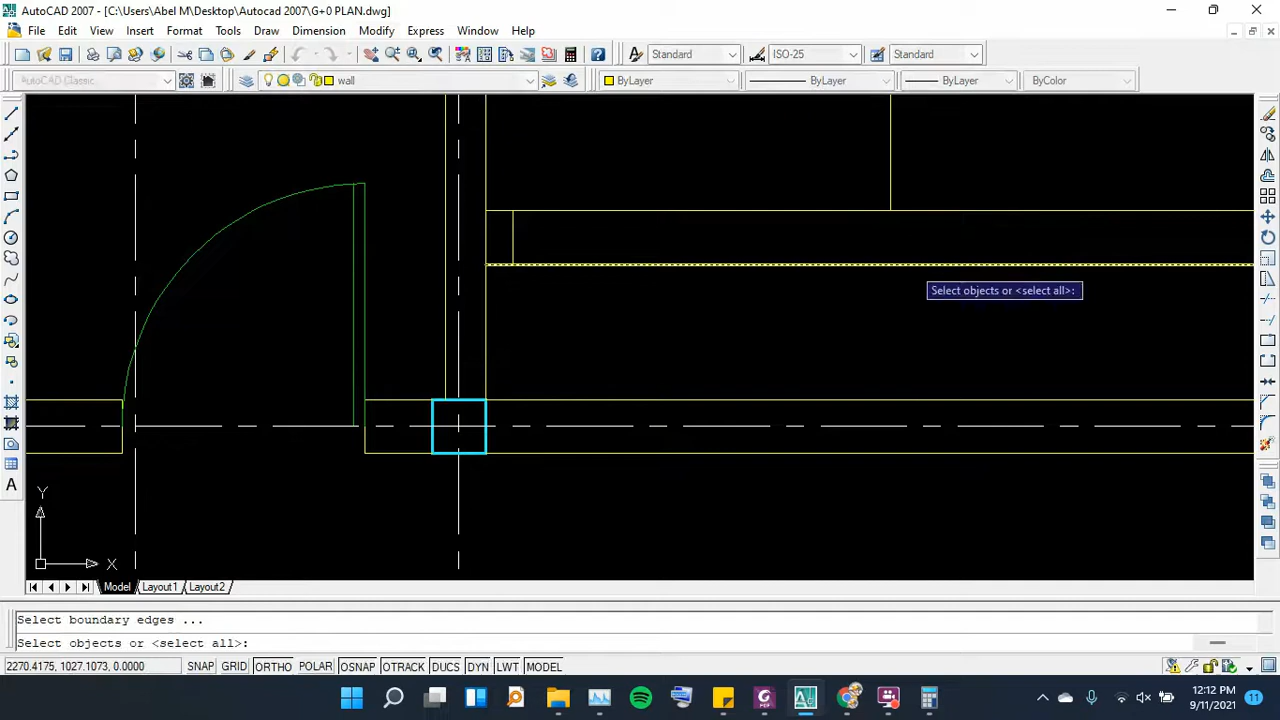 AutoCAD 2007 - [C:\Users\Abel M\Desktop\Autocad 2007\G+0 PLAN.dwg]
File Edit View Insert Format Tools Draw Dimension Modify Express Window Help
Standard ISO-25 Standard
AutoCAD Classic wall ByLayer ByLayer ByLayer ByColor
Select objects or <select all>:
A
Y
X
Model Layout1 Layout2
Select boundary edges ...
Select objects or <select all>:
2270.4175, 1027.1073, 0.0000 SNAP GRID ORTHO POLAR OSNAP OTRACK DUCS DYN LWT MODEL
12:12 PM
9/11/2021
11